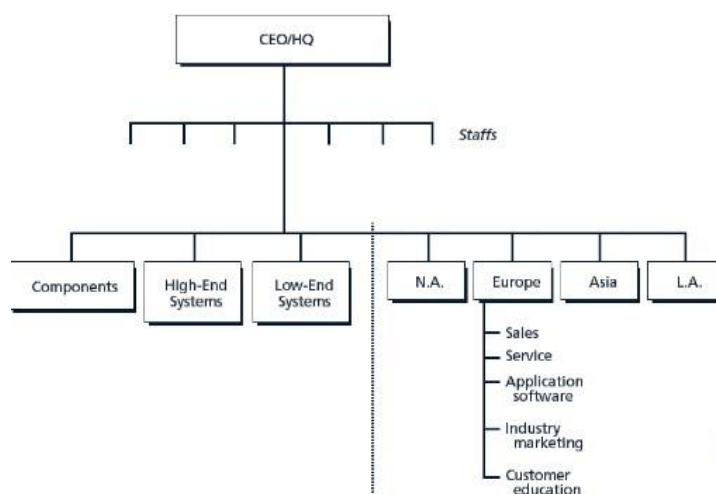 CEO/HQ
Staffs
Components
High-End
Systems
Low-End
Systems
N.A.
Europe
Asia
L.A.
Sales
Service
Application
software
Industry
marketing
Customer
education